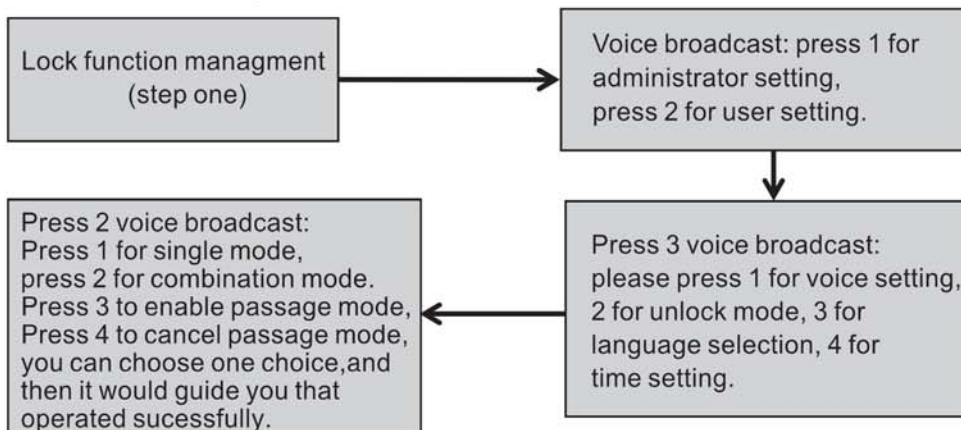 Lock function managment
(step one)
Voice broadcast: press 1 for
administrator setting,
press 2 for user setting.
Press 3 voice broadcast:
please press 1 for voice setting,
2 for unlock mode, 3 for
language selection, 4 for
time setting.
Press 2 voice broadcast:
Press 1 for single mode,
press 2 for combination mode.
Press 3 to enable passage mode,
Press 4 to cancel passage mode,
you can choose one choice,and
then it would guide you that
operated sucessfully.